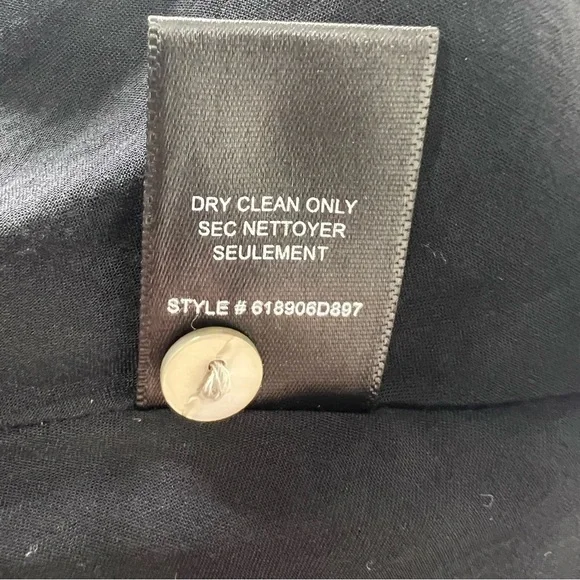 DRY CLEAN ONLY
SEC NETTOYER
SEULEMENT
STYLE # 618906D897